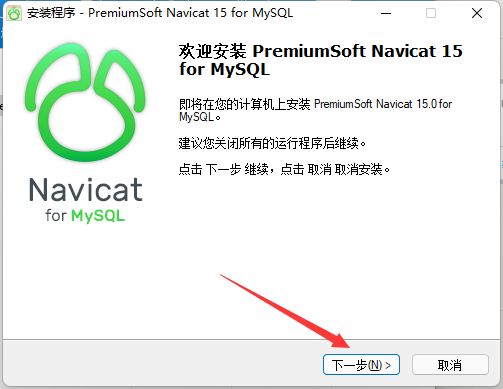 安装程序 - PremiumSoft Navicat 15 for MySQL
欢迎安装 PremiumSoft Navicat 15
for MySQL
即将在您的计算机上安装 PremiumSoft Navicat 15.0 for
MySQL。
建议您关闭所有的运行程序后继续。
点击 下一步 继续，点击 取消 取消安装。
Navicat
for MySQL
下一步(N) >
取消